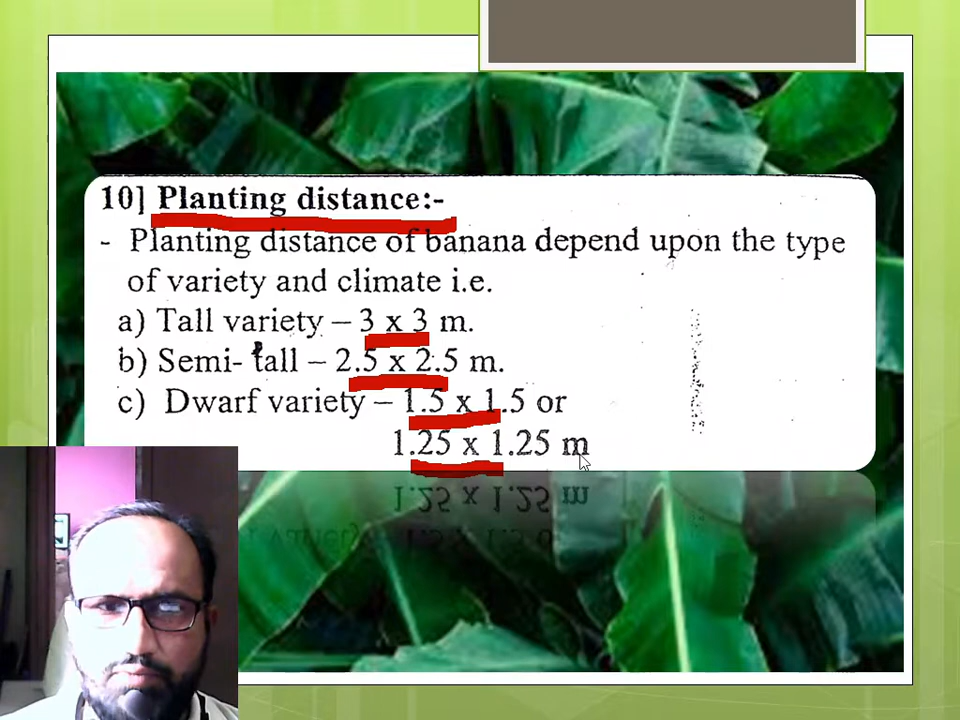 10] Planting distance:-
- Planting distance of banana depend upon the type
of variety and climate i.e.
a) Tall variety – 3 x 3 m.
b) Semi- tall – 2.5 x 2.5 m.
c) Dwarf variety – 1.5 x 1.5 or
1.25 x 1.25 m